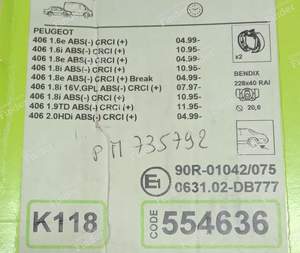 PEUGEOT
406 1.6e ABS(-) CRCI (+) 04.99-
406 1.6i ABS(-) CRCI (+) 10.95-
406 1.8e ABS(-) CRCI (+) 04.99-
406 1.8i ABS(-) CRCI (+) 10.95-
406 1.8e ABS(-) CRCI (+) Break 04.99-
406 1.8i 16V,GPL ABS(-) CRCI (+) 07.97-
406 1.8i ABS(-) CRCI (+) 10.95-
406 1.9TD ABS(-) CRCI (+) 11.95-
406 2.0HDi ABS(-) CRCI (+) 04.99-
x2
BENDIX
228x40 RAI
20,6
735792
E1
90R-01042/075
0631.02-DB777
K118
CODE 554636